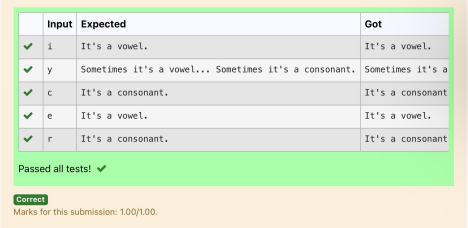 Input Expected Got
i It's a vowel. It's a vowel.
y Sometimes it's a vowel... Sometimes it's a consonant. Sometimes it's a
c It's a consonant. It's a consonant
e It's a vowel. It's a vowel.
r It's a consonant. It's a consonant
Passed all tests!
Correct
Marks for this submission: 1.00/1.00.